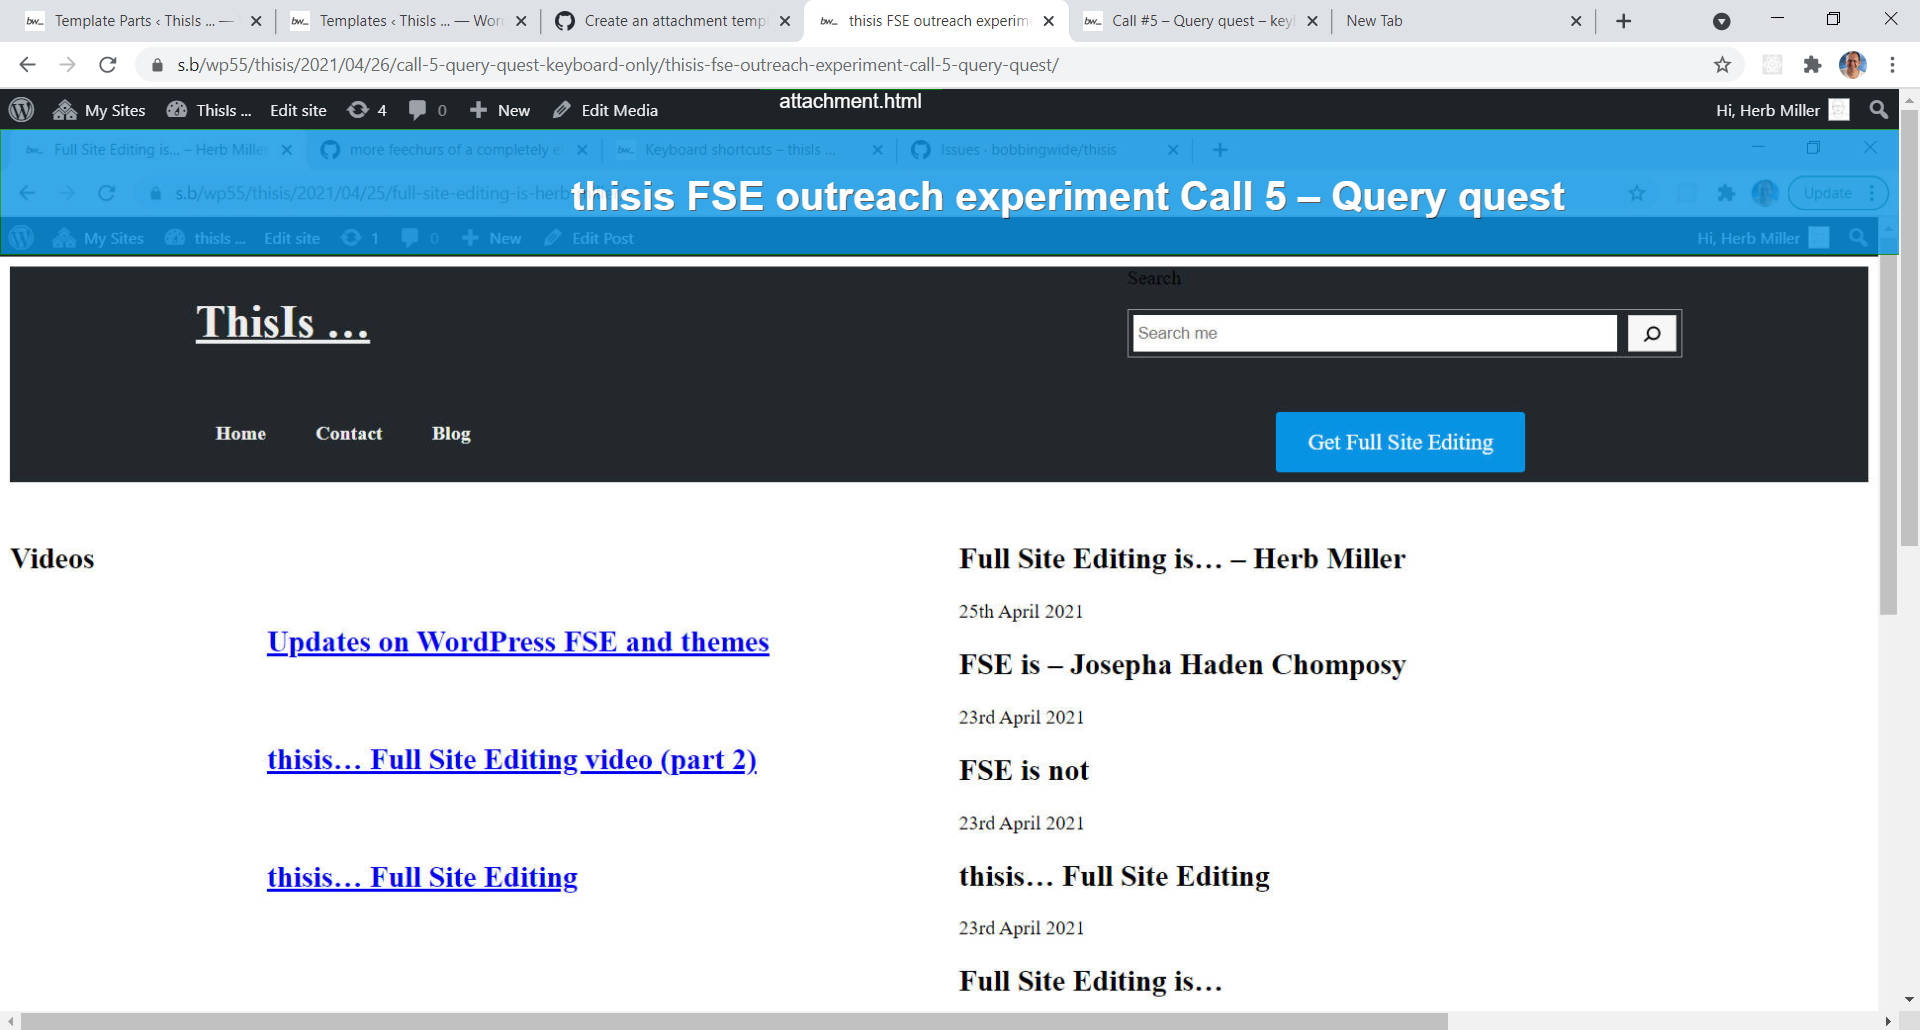 bw_ Template Parts ‹ ThisIs ... —
bw_ Templates ‹ ThisIs ... — Wor
Create an attachment temp
bw_ thisis FSE outreach experim
bw_ Call #5 – Query quest – key
New Tab
s.b/wp55/thisis/2021/04/26/call-5-query-quest-keyboard-only/thisis-fse-outreach-experiment-call-5-query-quest/
My Sites ThisIs ... Edit site 4 0 New Edit Media
attachment.html
Hi, Herb Miller
bw_ Full Site Editing is... – Herb Mille
more feechurs of a completely e
bw_ Keyboard shortcuts – thisIs ...
Issues · bobbingwide/thisis
s.b/wp55/thisis/2021/04/25/full-site-editing-is-herb
thisis FSE outreach experiment Call 5 – Query quest
Update
My Sites thisIs ... Edit site 1 0 New Edit Post
Hi, Herb Miller
Search
ThisIs …
Search me
Home Contact Blog
Get Full Site Editing
Videos
Updates on WordPress FSE and themes
thisis… Full Site Editing video (part 2)
thisis… Full Site Editing
Full Site Editing is… – Herb Miller
25th April 2021
FSE is – Josepha Haden Chomposy
23rd April 2021
FSE is not
23rd April 2021
thisis… Full Site Editing
23rd April 2021
Full Site Editing is…